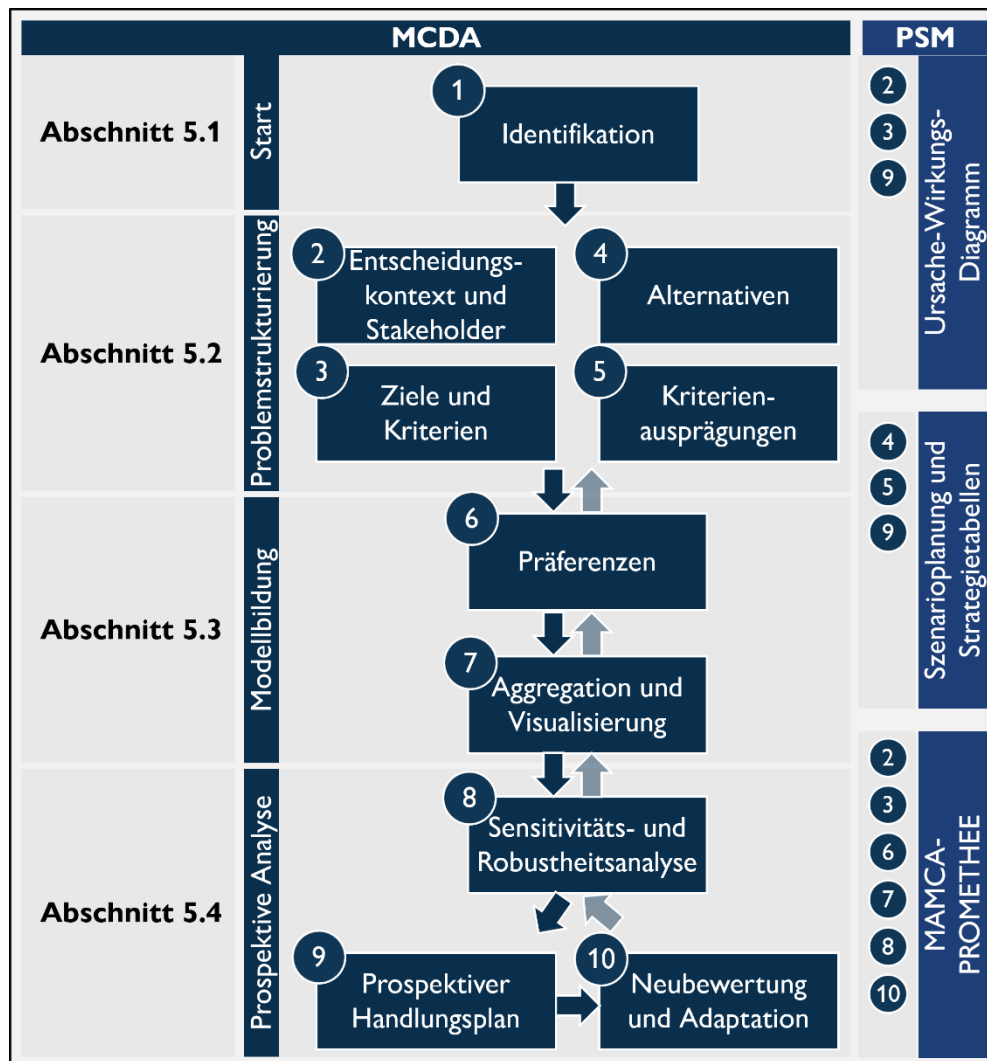 MCDA
PSM
Abschnitt 5.1
Start
1
Identifikation
Abschnitt 5.2
Problemstrukturierung
2
Entscheidungs-
kontext und
Stakeholder
4
Alternativen
3
Ziele und
Kriterien
5
Kriterien-
ausprägungen
Abschnitt 5.3
Modellbildung
6
Präferenzen
7
Aggregation und
Visualisierung
Abschnitt 5.4
Prospektive Analyse
8
Sensitivitäts- und
Robustheitsanalyse
9
Prospektiver
Handlungsplan
10
Neubewertung
und Adaptation
2
3
9
Ursache-Wirkungs-
Diagramm
4
5
9
Szenarioplanung und
Strategietabellen
2
3
6
7
8
10
MAMCA-
PROMETHEE